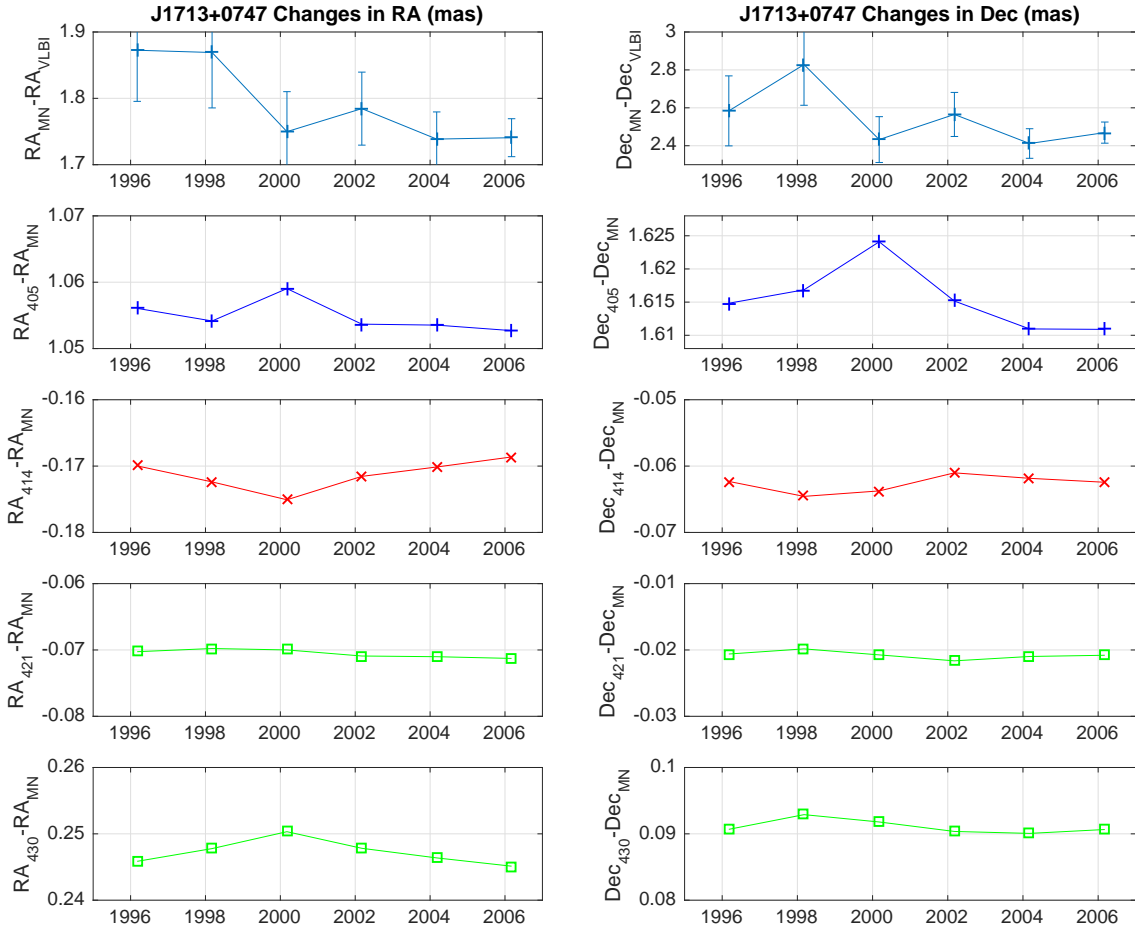 J1713+0747 Changes in RA (mas)
RA_MN-RA_VLBI
1.9
1.8
1.7
1996 1998 2000 2002 2004 2006
RA_405-RA_MN
1.07
1.06
1.05
1996 1998 2000 2002 2004 2006
RA_414-RA_MN
-0.16
-0.17
-0.18
1996 1998 2000 2002 2004 2006
RA_421-RA_MN
-0.06
-0.07
-0.08
1996 1998 2000 2002 2004 2006
RA_430-RA_MN
0.26
0.25
0.24
1996 1998 2000 2002 2004 2006
J1713+0747 Changes in Dec (mas)
Dec_MN-Dec_VLBI
3
2.8
2.6
2.4
1996 1998 2000 2002 2004 2006
Dec_405-Dec_MN
1.625
1.62
1.615
1.61
1996 1998 2000 2002 2004 2006
Dec_414-Dec_MN
-0.05
-0.06
-0.07
1996 1998 2000 2002 2004 2006
Dec_421-Dec_MN
-0.01
-0.02
-0.03
1996 1998 2000 2002 2004 2006
Dec_430-Dec_MN
0.1
0.09
0.08
1996 1998 2000 2002 2004 2006